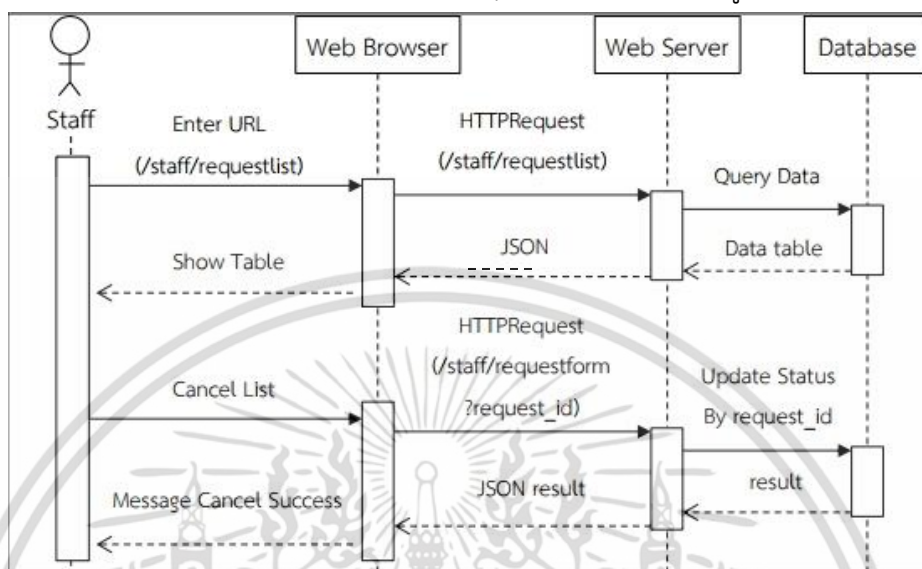 Web Browser
Web Server
Database
Staff
Enter URL
(/staff/requestlist)
HTTPRequest
(/staff/requestlist)
Query Data
Data table
JSON
Show Table
HTTPRequest
(/staff/requestform
?request_id)
Cancel List
Update Status
By request_id
result
JSON result
Message Cancel Success